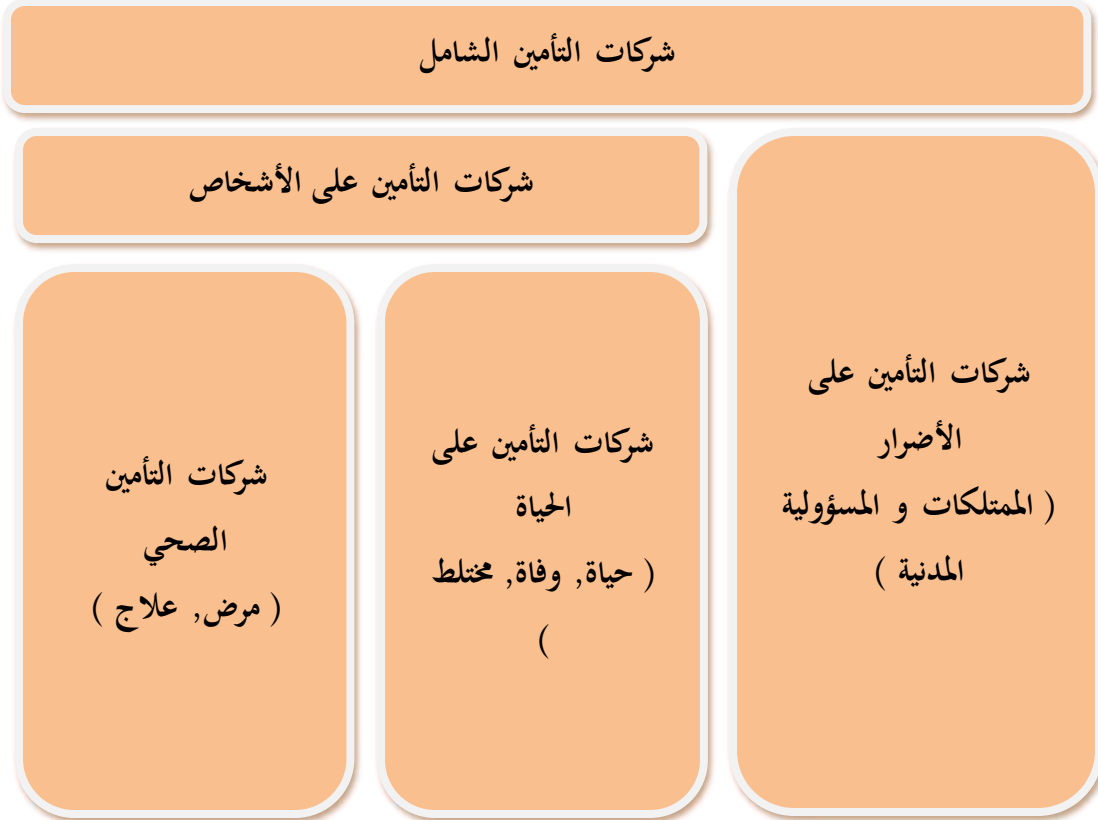 شركات التأمين الشامل
شركات التأمين على الأشخاص
شركات التأمين على
الأضرار
( الممتلكات و المسؤولية
المدنية )
شركات التأمين على
الحياة
( حياة, وفاة, مختلط
)
شركات التأمين
الصحي
( مرض, علاج )